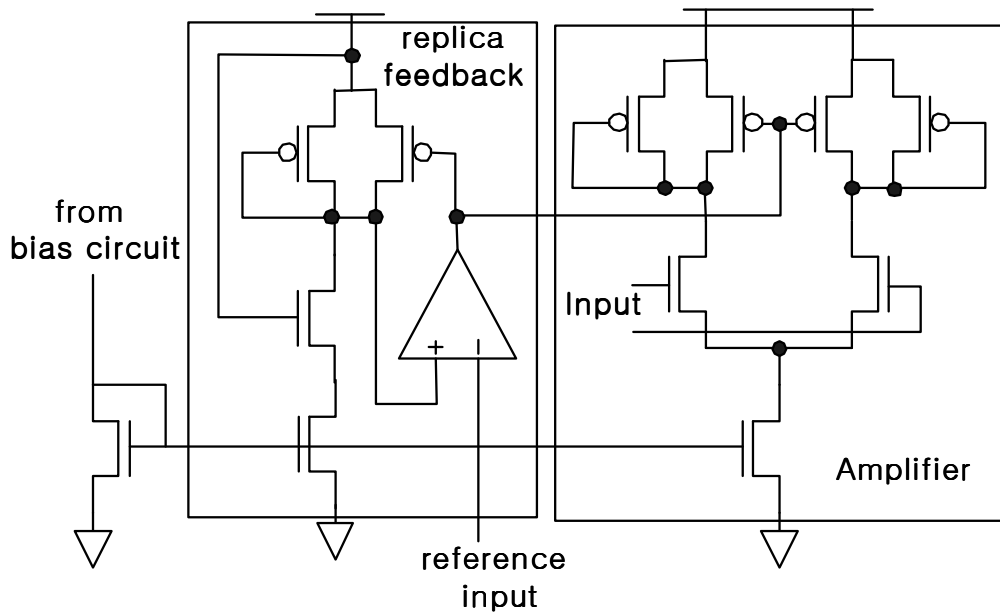 replica
feedback
from
bias circuit
Input
+
Amplifier
reference
input